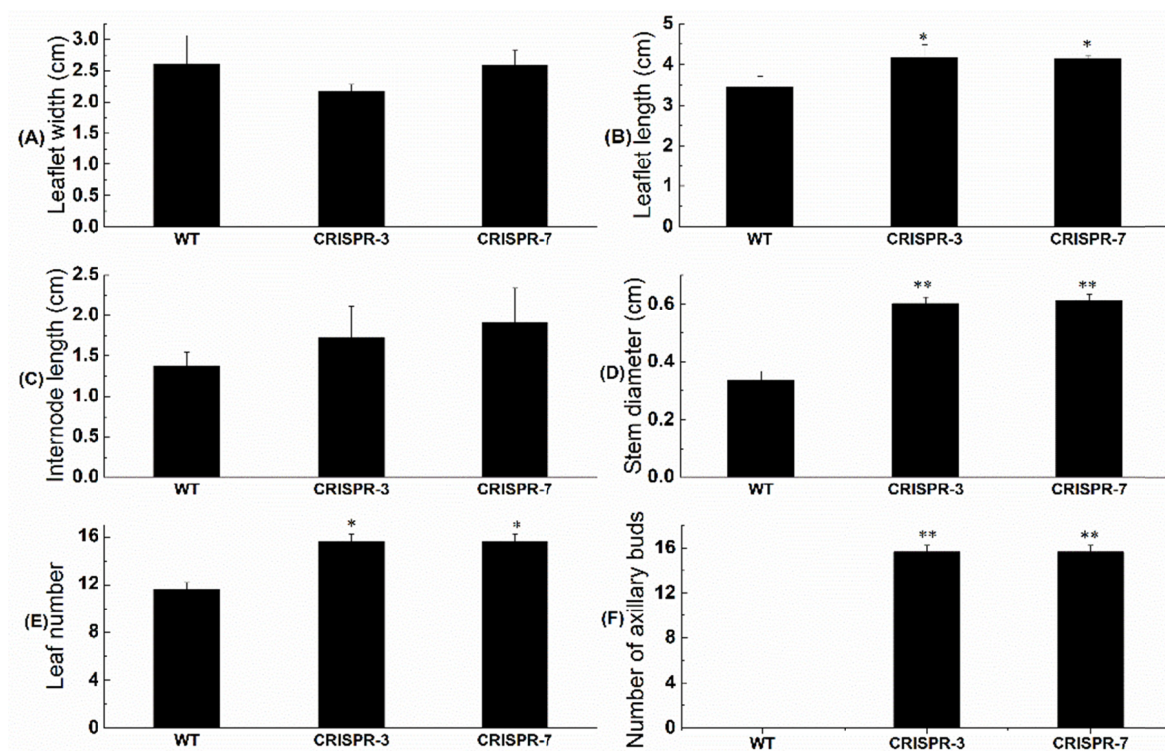 (A)
Leaflet width (cm)
3.0
2.5
2.0
1.5
1.0
0.5
0.0
WT CRISPR-3 CRISPR-7
(B)
Leaflet length (cm)
5
4
3
2
1
0
* *
WT CRISPR-3 CRISPR-7
(C)
Internode length (cm)
2.5
2.0
1.5
1.0
0.5
0.0
WT CRISPR-3 CRISPR-7
(D)
Stem diameter (cm)
0.6
0.4
0.2
0.0
** **
WT CRISPR-3 CRISPR-7
(E)
Leaf number
16
12
8
4
0
* *
WT CRISPR-3 CRISPR-7
(F)
Number of axillary buds
16
12
8
4
0
** **
WT CRISPR-3 CRISPR-7